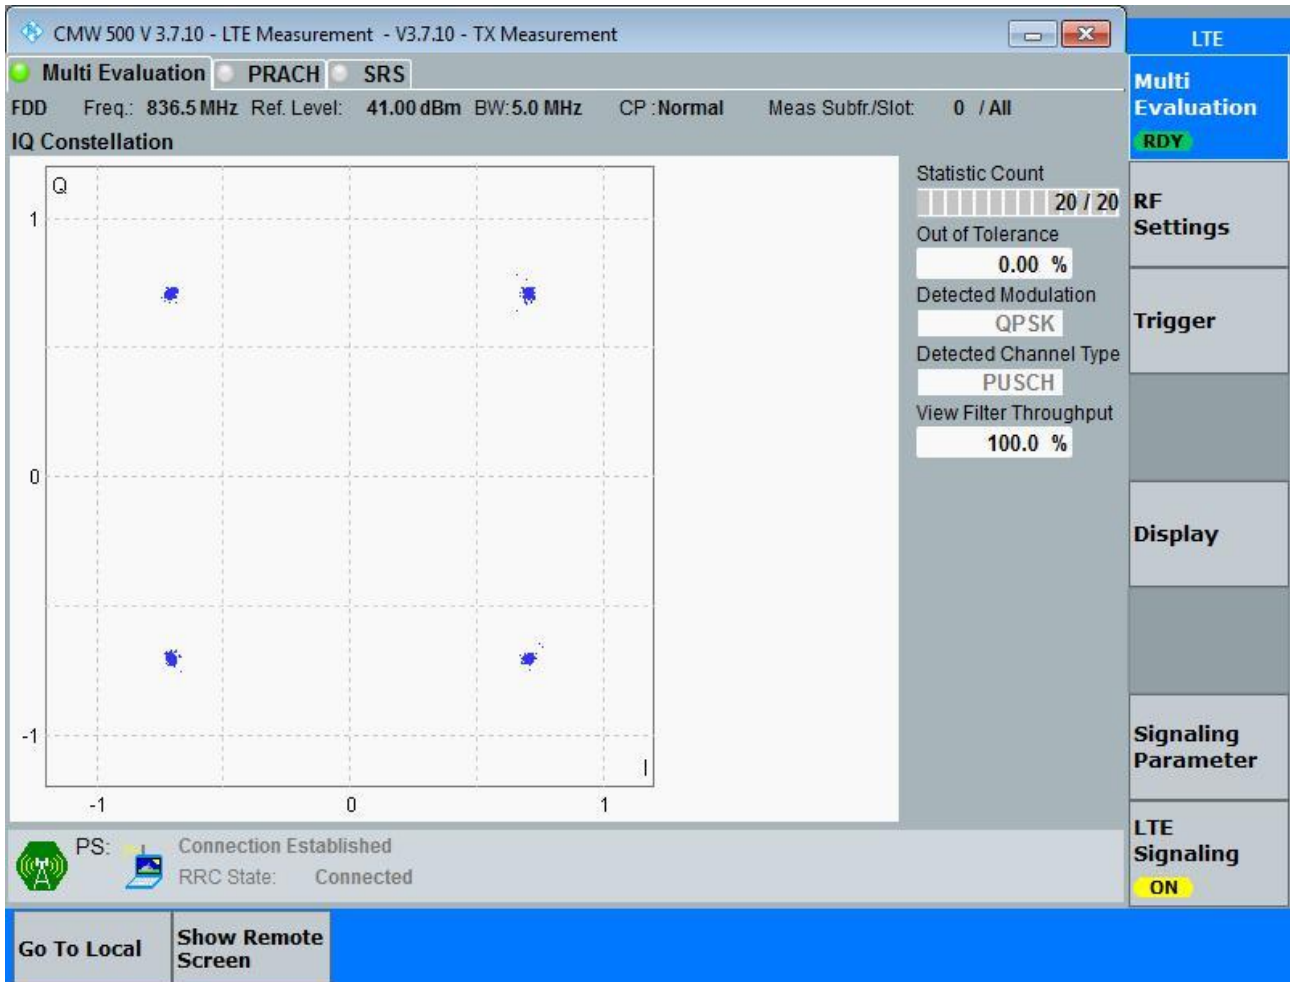 CMW 500 V 3.7.10 - LTE Measurement - V3.7.10 - TX Measurement
LTE
Multi Evaluation PRACH SRS
FDD Freq.: 836.5 MHz Ref. Level: 41.00 dBm BW: 5.0 MHz CP : Normal Meas Subfr./Slot: 0 / All
IQ Constellation
Q
1
0
-1
I
-1 0 1
Statistic Count
20 / 20
Out of Tolerance
0.00 %
Detected Modulation
QPSK
Detected Channel Type
PUSCH
View Filter Throughput
100.0 %
Multi
Evaluation
RDY
RF
Settings
Trigger
Display
Signaling
Parameter
LTE
Signaling
ON
PS: Connection Established
RRC State: Connected
Go To Local
Show Remote
Screen